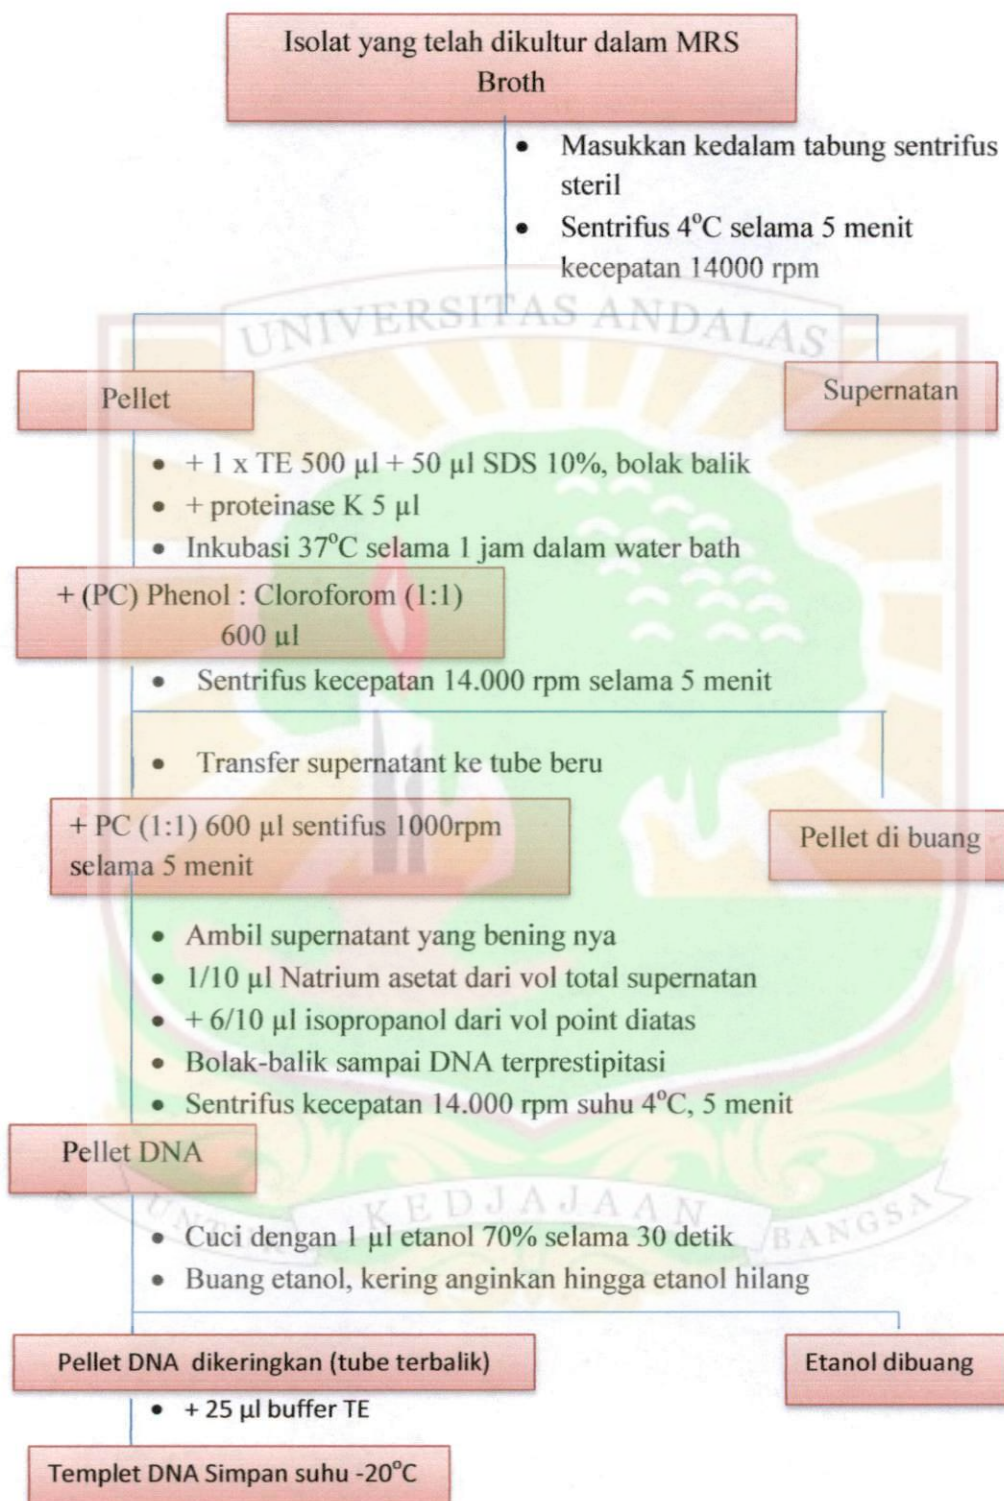 Isolat yang telah dikultur dalam MRS
Broth
• Masukkan kedalam tabung sentrifus
steril
• Sentrifus 4°C selama 5 menit
kecepatan 14000 rpm
UNIVERSITAS ANDALAS
Pellet
Supernatan
• + 1 x TE 500 µl + 50 µl SDS 10%, bolak balik
• + proteinase K 5 µl
• Inkubasi 37°C selama 1 jam dalam water bath
+ (PC) Phenol : Cloroforom (1:1)
600 µl
• Sentrifus kecepatan 14.000 rpm selama 5 menit
• Transfer supernatant ke tube beru
+ PC (1:1) 600 µl sentifus 1000rpm
selama 5 menit
Pellet di buang
• Ambil supernatant yang bening nya
• 1/10 µl Natrium asetat dari vol total supernatan
• + 6/10 µl isopropanol dari vol point diatas
• Bolak-balik sampai DNA terprestipitasi
• Sentrifus kecepatan 14.000 rpm suhu 4°C, 5 menit
Pellet DNA
UNTUK KEDJAJAAN BANGSA
• Cuci dengan 1 µl etanol 70% selama 30 detik
• Buang etanol, kering anginkan hingga etanol hilang
Pellet DNA dikeringkan (tube terbalik)
Etanol dibuang
• + 25 µl buffer TE
Templet DNA Simpan suhu -20°C